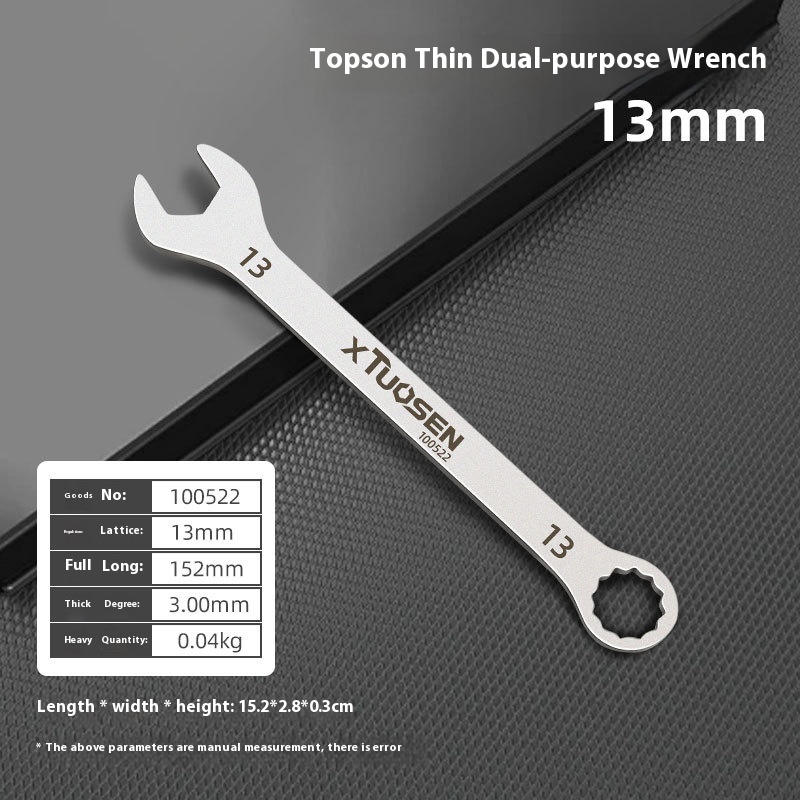 Topson Thin Dual-purpose Wrench
13mm
13
XTUOSEN
100522
13
Goods No: 100522
Lattice: 13mm
Full Long: 152mm
Thick Degree: 3.00mm
Heavy Quantity: 0.04kg
Length * width * height: 15.2*2.8*0.3cm
* The above parameters are manual measurement, there is error